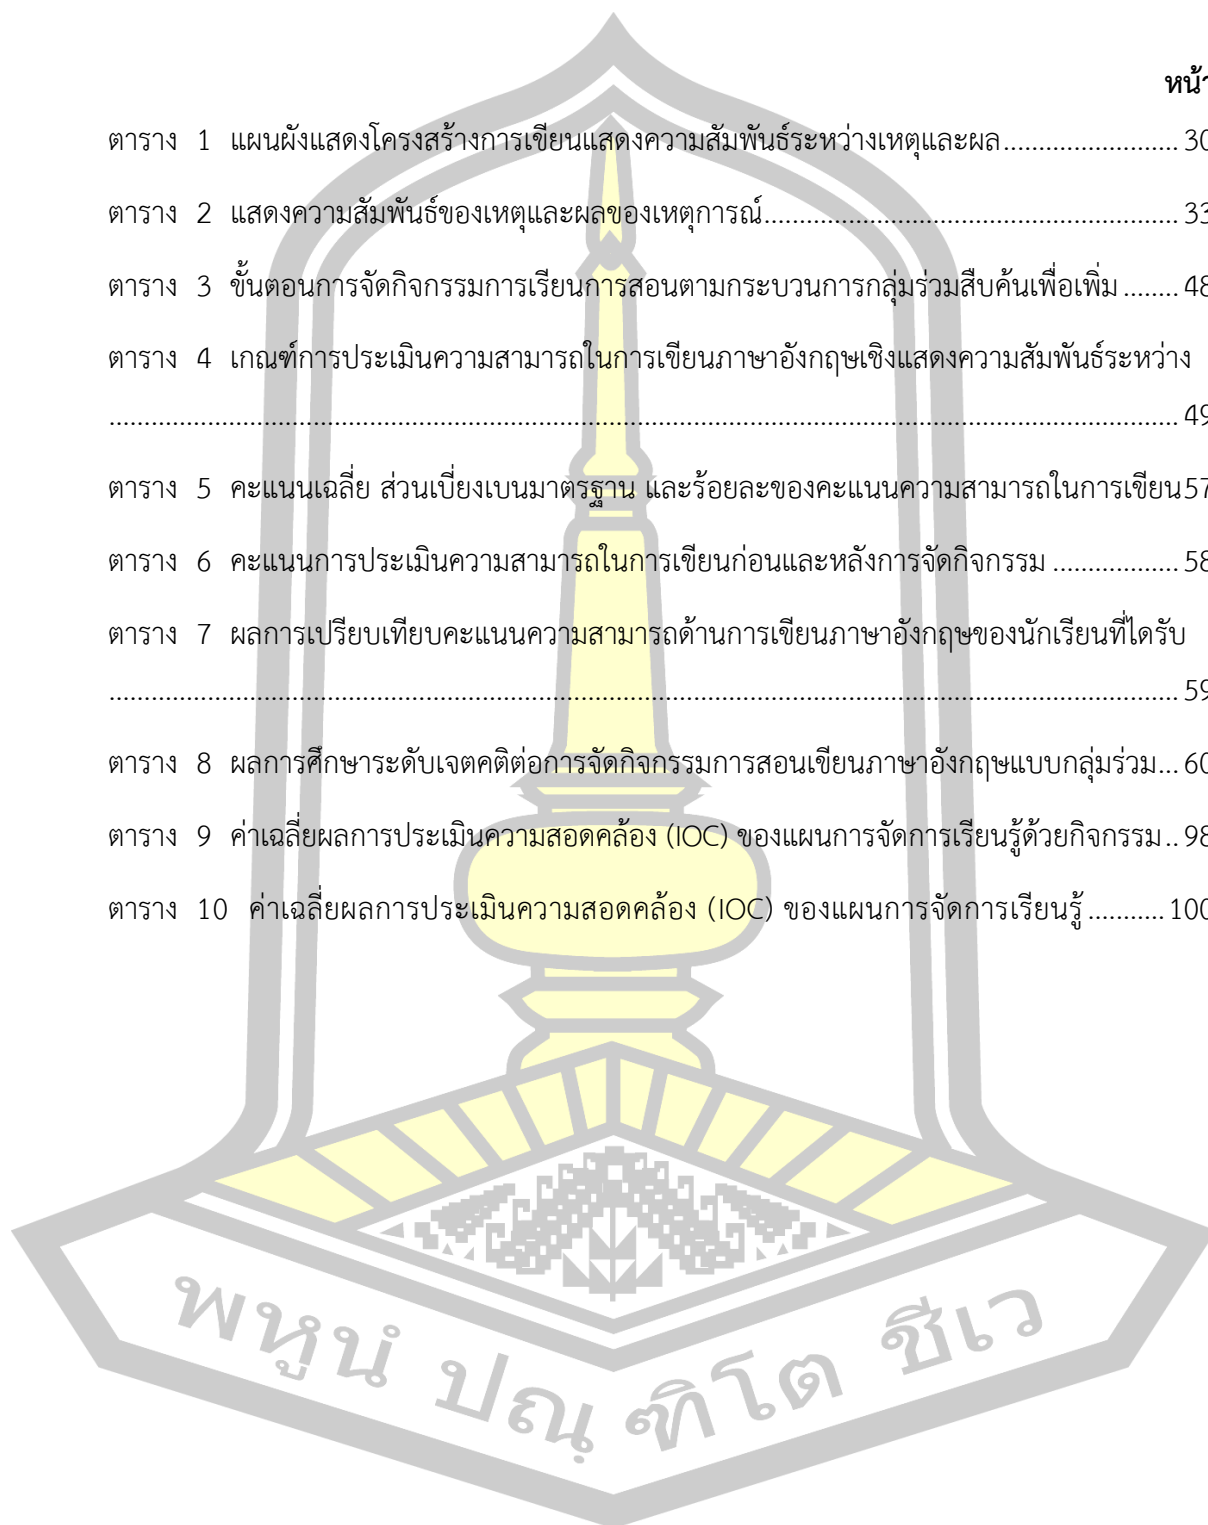 หน้า
ตาราง 1 แผนผังแสดงโครงสร้างการเขียนแสดงความสัมพันธ์ระหว่างเหตุและผล........................ 30
ตาราง 2 แสดงความสัมพันธ์ของเหตุและผลของเหตุการณ์......................................................... 33
ตาราง 3 ขั้นตอนการจัดกิจกรรมการเรียนการสอนตามกระบวนการกลุ่มร่วมสืบค้นเพื่อเพิ่ม ........ 48
ตาราง 4 เกณฑ์การประเมินความสามารถในการเขียนภาษาอังกฤษเชิงแสดงความสัมพันธ์ระหว่าง
.................................................................................................................................................... 49
ตาราง 5 คะแนนเฉลี่ย ส่วนเบี่ยงเบนมาตรฐาน และร้อยละของคะแนนความสามารถในการเขียน57
ตาราง 6 คะแนนการประเมินความสามารถในการเขียนก่อนและหลังการจัดกิจกรรม ................. 58
ตาราง 7 ผลการเปรียบเทียบคะแนนความสามารถด้านการเขียนภาษาอังกฤษของนักเรียนที่ไดรับ
.................................................................................................................................................... 59
ตาราง 8 ผลการศึกษาระดับเจตคติต่อการจัดกิจกรรมการสอนเขียนภาษาอังกฤษแบบกลุ่มร่วม... 60
ตาราง 9 ค่าเฉลี่ยผลการประเมินความสอดคล้อง (IOC) ของแผนการจัดการเรียนรู้ด้วยกิจกรรม .. 98
ตาราง 10 ค่าเฉลี่ยผลการประเมินความสอดคล้อง (IOC) ของแผนการจัดการเรียนรู้ ........... 100
พหูนํ ปณฺฑิโต ชีเว